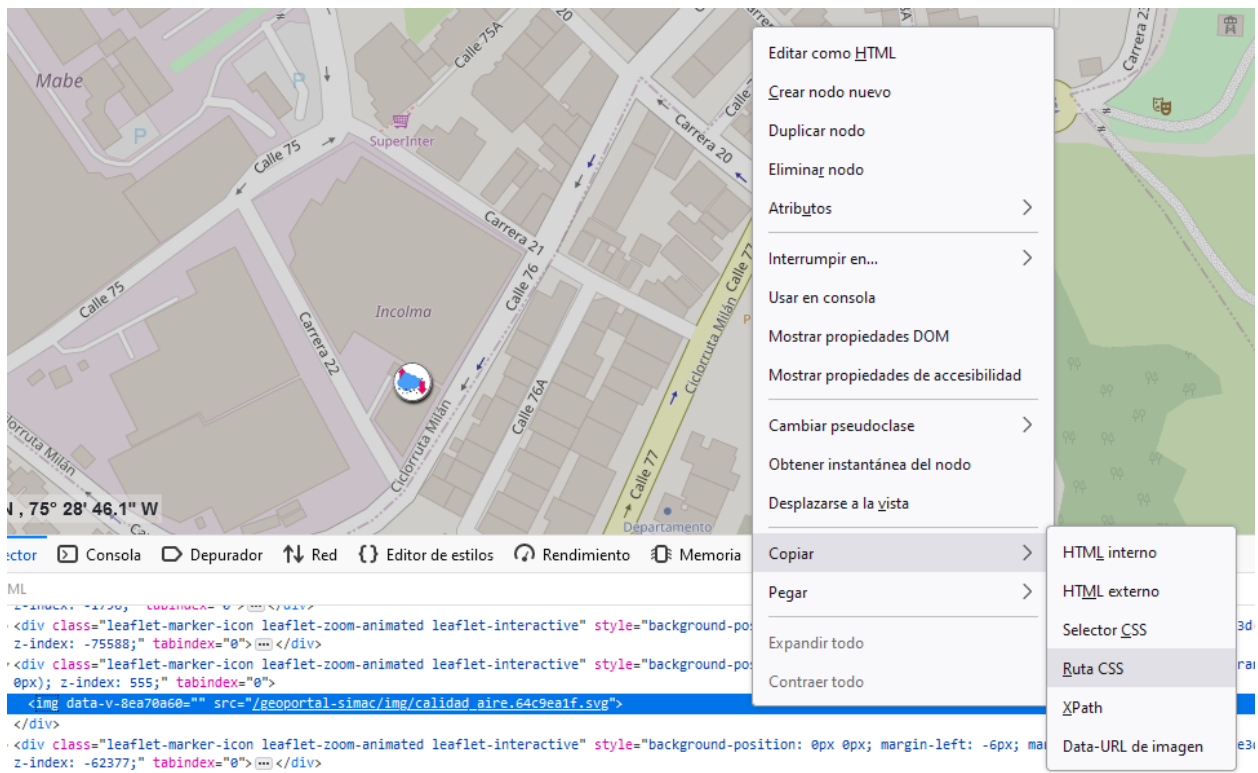 Mabe
P
P
Calle 75A
20
SuperInter
Calle 75
Carrera 20
Calle
Carrera 21
Calle 76
Calle 75
Incolma
Carrera 22
Ciclorruta Milán
Calle 76A
Ciclorruta Milán Calle 77
Calle 77
Ciclorruta Milán
Departamento
N , 75° 28' 46.1" W
Editar como HTML
Crear nodo nuevo
Duplicar nodo
Eliminar nodo
Atributos
Interrumpir en...
Usar en consola
Mostrar propiedades DOM
Mostrar propiedades de accesibilidad
Cambiar pseudoclase
Obtener instantánea del nodo
Desplazarse a la vista
Copiar
Pegar
Expandir todo
Contraer todo
HTML interno
HTML externo
Selector CSS
Ruta CSS
XPath
Data-URL de imagen
ector Consola Depurador Red Editor de estilos Rendimiento Memoria
ML
<div class="leaflet-marker-icon leaflet-zoom-animated leaflet-interactive" style="background-pos
z-index: -75588;" tabindex="0"> </div>
<div class="leaflet-marker-icon leaflet-zoom-animated leaflet-interactive" style="background-pos
0px); z-index: 555;" tabindex="0">
<img data-v-8ea70a60="" src="/geoportal-simac/img/calidad_aire.64c9ea1f.svg">
</div>
<div class="leaflet-marker-icon leaflet-zoom-animated leaflet-interactive" style="background-position: 0px 0px; margin-left: -6px; mar
z-index: -62377;" tabindex="0"> </div>